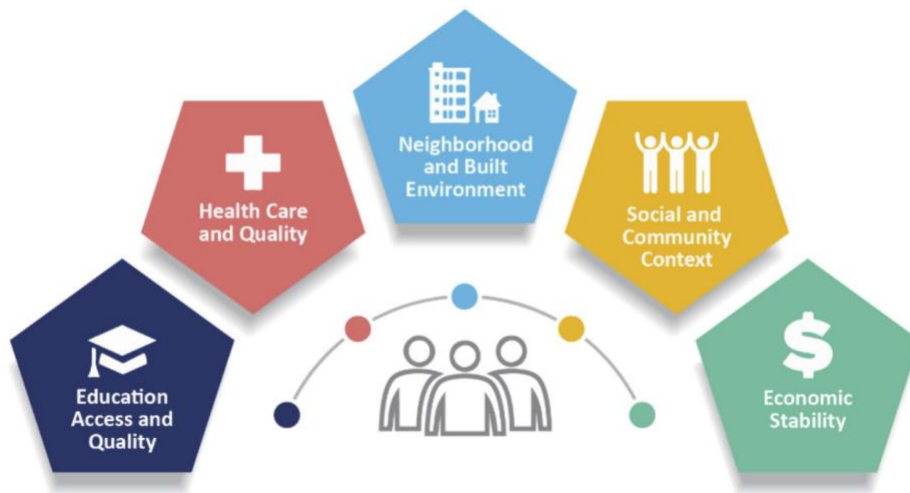 Education
Access and
Quality
Health Care
and Quality
Neighborhood
and Built
Environment
Social and
Community
Context
$
Economic
Stability